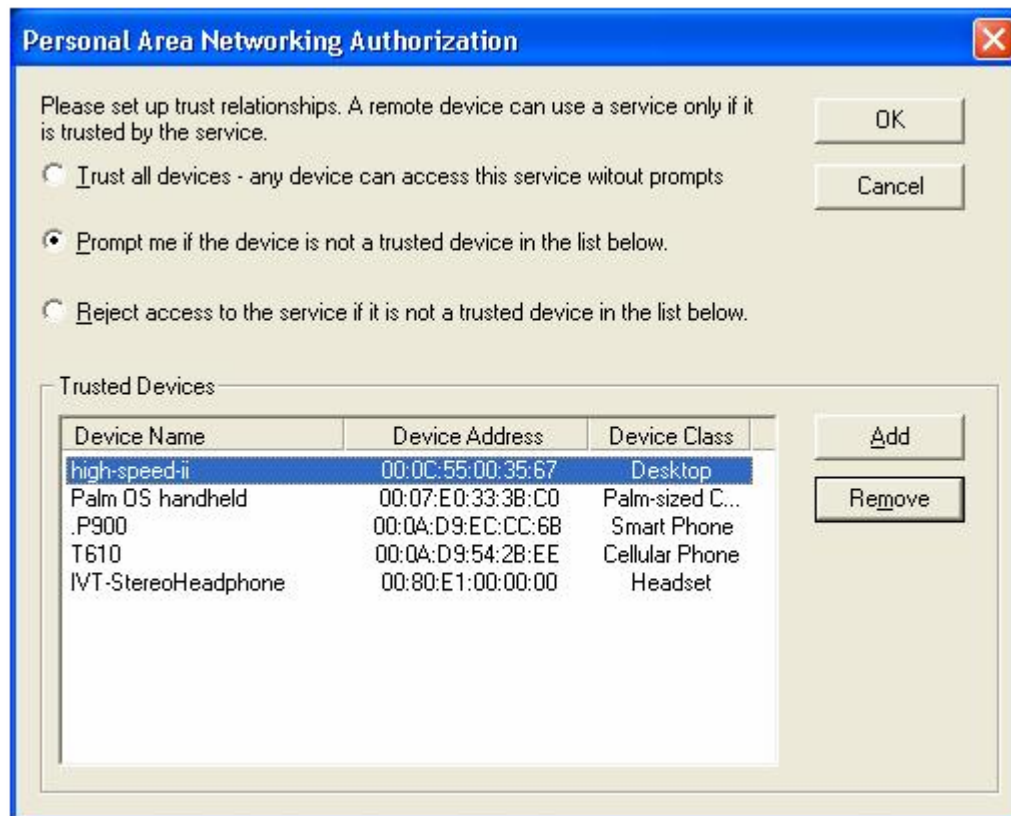 Personal Area Networking Authorization
Please set up trust relationships. A remote device can use a service only if it
is trusted by the service.
OK
Trust all devices - any device can access this service witout prompts
Cancel
Prompt me if the device is not a trusted device in the list below.
Reject access to the service if it is not a trusted device in the list below.
Trusted Devices
Device Name Device Address Device Class
Add
high-speed-ii 00:0C:55:00:35:67 Desktop
Palm OS handheld 00:07:E0:33:3B:C0 Palm-sized C...
Remove
.P900 00:0A:D9:EC:CC:6B Smart Phone
T610 00:0A:D9:54:2B:EE Cellular Phone
IVT-StereoHeadphone 00:80:E1:00:00:00 Headset